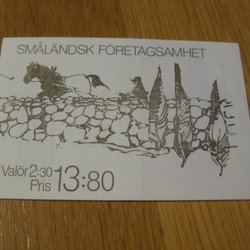 SMÅLÄNDSK FÖRETAGSAMHET
Valör 2:30
Pris 13:80